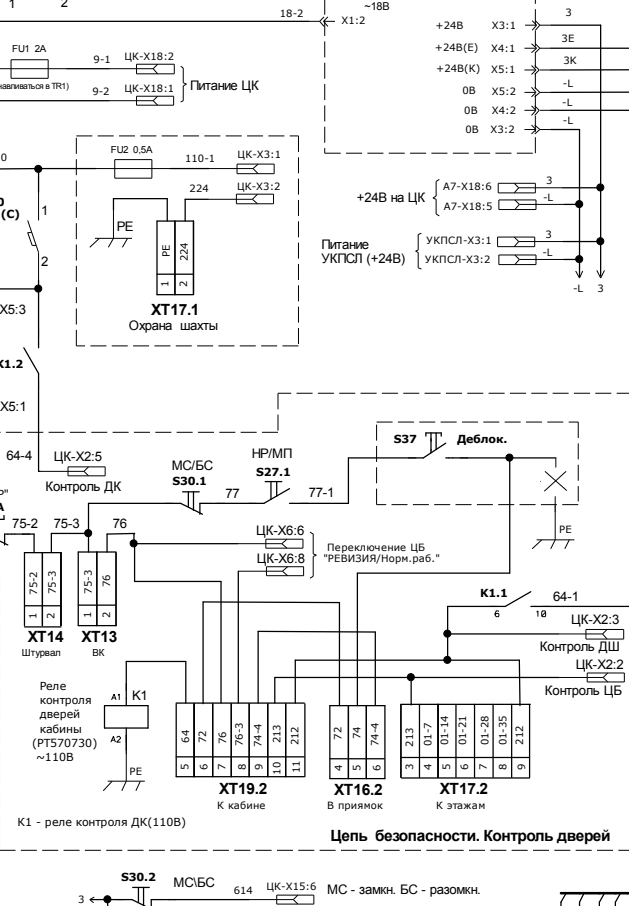 1
2
~18В
18-2
X1:2
+24В X3:1
3
+24В(E) X4:1
3E
+24В(K) X5:1
3K
0В X5:2
-L
0В X4:2
-L
0В X3:2
-L
FU1 2A
9-1
ЦК-X18:2
9-2
ЦК-X18:1
Питание ЦК
в TR1)
0
FU2 0,5A
110-1
ЦК-X3:1
224
ЦК-X3:2
PE
PE
224
1
2
XT17.1
Охрана шахты
+24В на ЦК
A7-X18:6
3
A7-X18:5
-L
Питание
УКПСЛ (+24В)
УКПСЛ-X3:1
3
УКПСЛ-X3:2
-L
-L
3
(C)
1
2
X5:3
K1.2
X5:1
64-4
ЦК-X2:5
Контроль ДК
МС/БС
S30.1
77
НР/МП
S27.1
77-1
S37
Деблок.
PE
75-2
75-3
76
75-2
75-3
1
2
XT14
Штурвал
75-3
76
1
2
XT13
ВК
ЦК-X6:6
ЦК-X6:8
Переключение ЦБ
"РЕВИЗИЯ/Норм.раб."
K1.1
6
10
64-1
ЦК-X2:3
Контроль ДШ
ЦК-X2:2
Контроль ЦБ
Реле
контроля
дверей
кабины
(РТ570730)
~110В
A1
K1
A2
PE
64
72
76
76-3
74-4
213
212
5
6
7
8
9
10
11
XT19.2
К кабине
72
74
74-4
4
5
6
XT16.2
В приямок
213
01-7
01-14
01-21
01-28
01-35
212
3
4
5
6
7
8
9
XT17.2
К этажам
К1 - реле контроля ДК(110В)
Цепь безопасности. Контроль дверей
S30.2
МС\БС
3
614
ЦК-X15:6
МС - замкн. БС - разомкн.